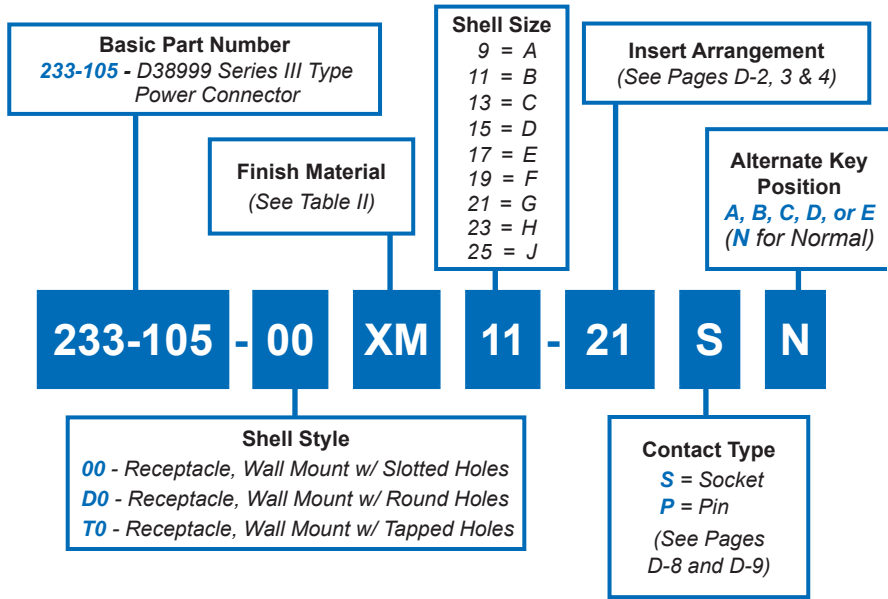 Basic Part Number
233-105 - D38999 Series III Type
Power Connector
Finish Material
(See Table II)
Shell Size
9 = A
11 = B
13 = C
15 = D
17 = E
19 = F
21 = G
23 = H
25 = J
Insert Arrangement
(See Pages D-2, 3 & 4)
Alternate Key
Position
A, B, C, D, or E
(N for Normal)
233-105 - 00 XM 11 - 21 S N
Shell Style
00 - Receptacle, Wall Mount w/ Slotted Holes
D0 - Receptacle, Wall Mount w/ Round Holes
T0 - Receptacle, Wall Mount w/ Tapped Holes
Contact Type
S = Socket
P = Pin
(See Pages
D-8 and D-9)